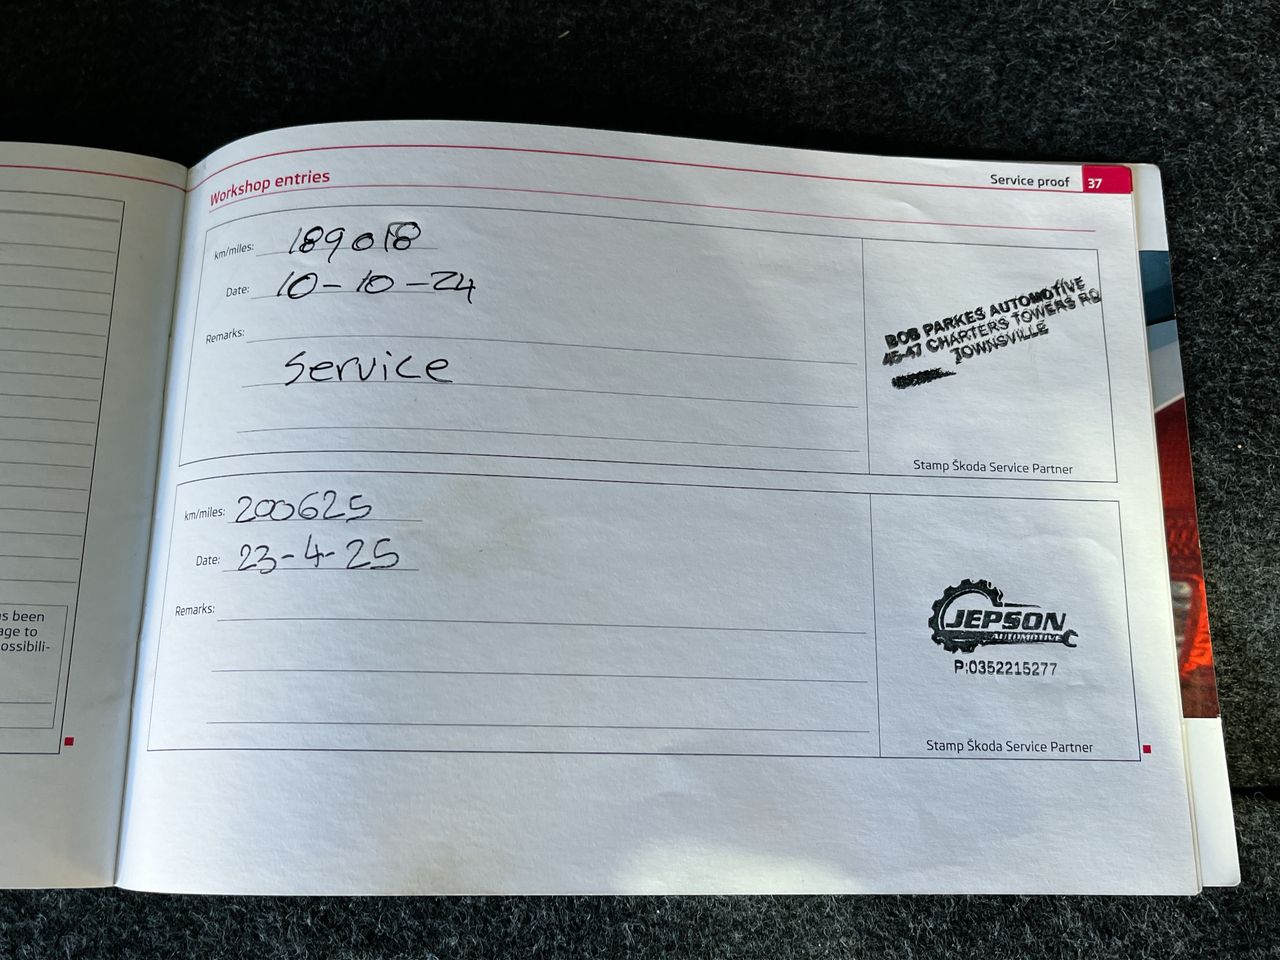 Workshop entries
Service proof 37
km/miles: 189018
Date: 10-10-24
Remarks:
Service
BOB PARKES AUTOMOTIVE
45-47 CHARTERS TOWERS RD
TOWNSVILLE
Stamp Škoda Service Partner
km/miles: 200625
Date: 23-4-25
Remarks:
JEPSON
AUTOMOTIVE
P:0352215277
Stamp Škoda Service Partner
s been
age to
ossibili-